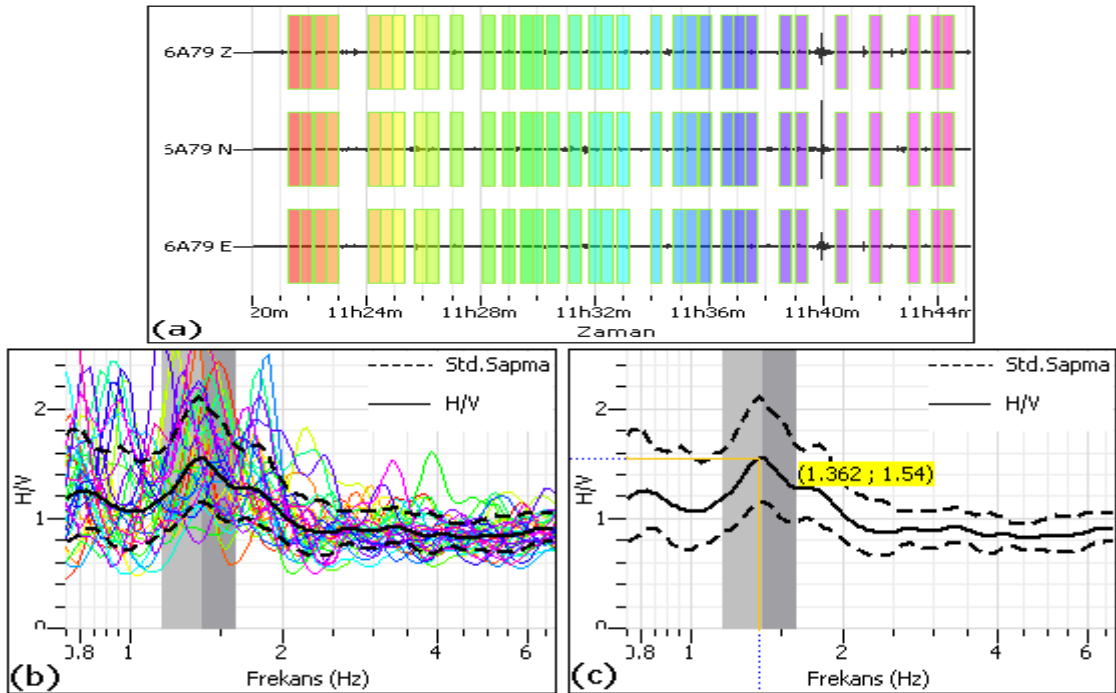 6A79 Z
5A79 N
6A79 E
20m 11h24m 11h28m 11h32m 11h36m 11h40m 11h44m
(a) Zaman
Std.Sapma
H/V
H/V
2
1
0
0.8 1 2 4 6
(b) Frekans (Hz)
Std.Sapma
H/V
(1.362 ; 1.54)
H/V
2
1
0
0.8 1 2 4 6
(c) Frekans (Hz)